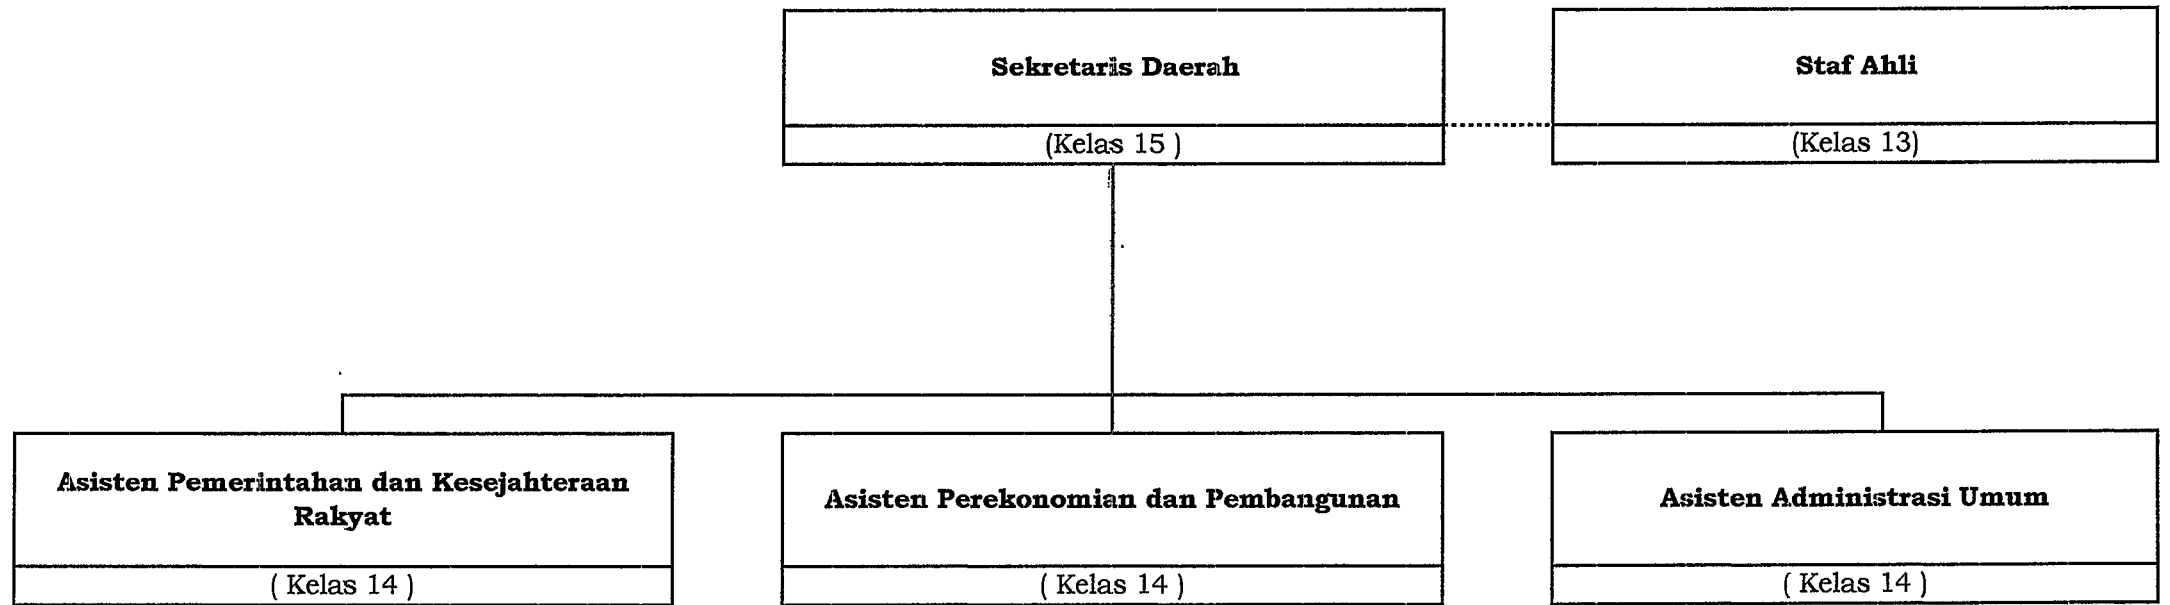 Sekretaris Daerah
(Kelas 15 )
Staf Ahli
(Kelas 13)
Asisten Pemerintahan dan Kesejahteraan
Rakyat
( Kelas 14 )
Asisten Perekonomian dan Pembangunan
( Kelas 14 )
Asisten Administrasi Umum
( Kelas 14 )